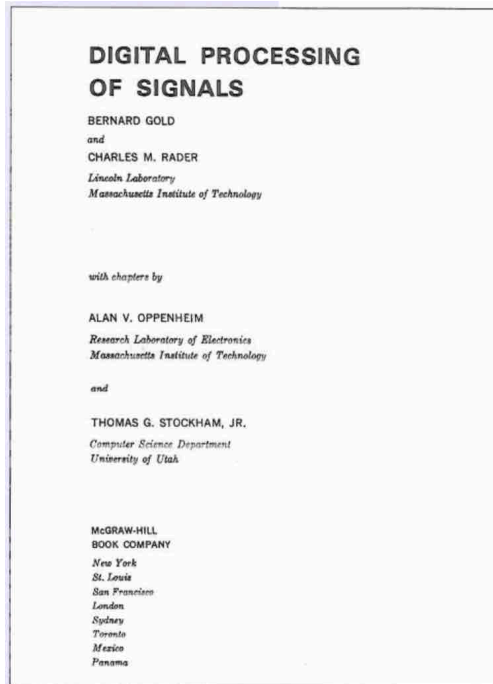 DIGITAL PROCESSING
OF SIGNALS
BERNARD GOLD
and
CHARLES M. RADER
Lincoln Laboratory
Massachusetts Institute of Technology
with chapters by
ALAN V. OPPENHEIM
Research Laboratory of Electronics
Massachusetts Institute of Technology
and
THOMAS G. STOCKHAM, JR.
Computer Science Department
University of Utah
McGRAW-HILL
BOOK COMPANY
New York
St. Louis
San Francisco
London
Sydney
Toronto
Mexico
Panama